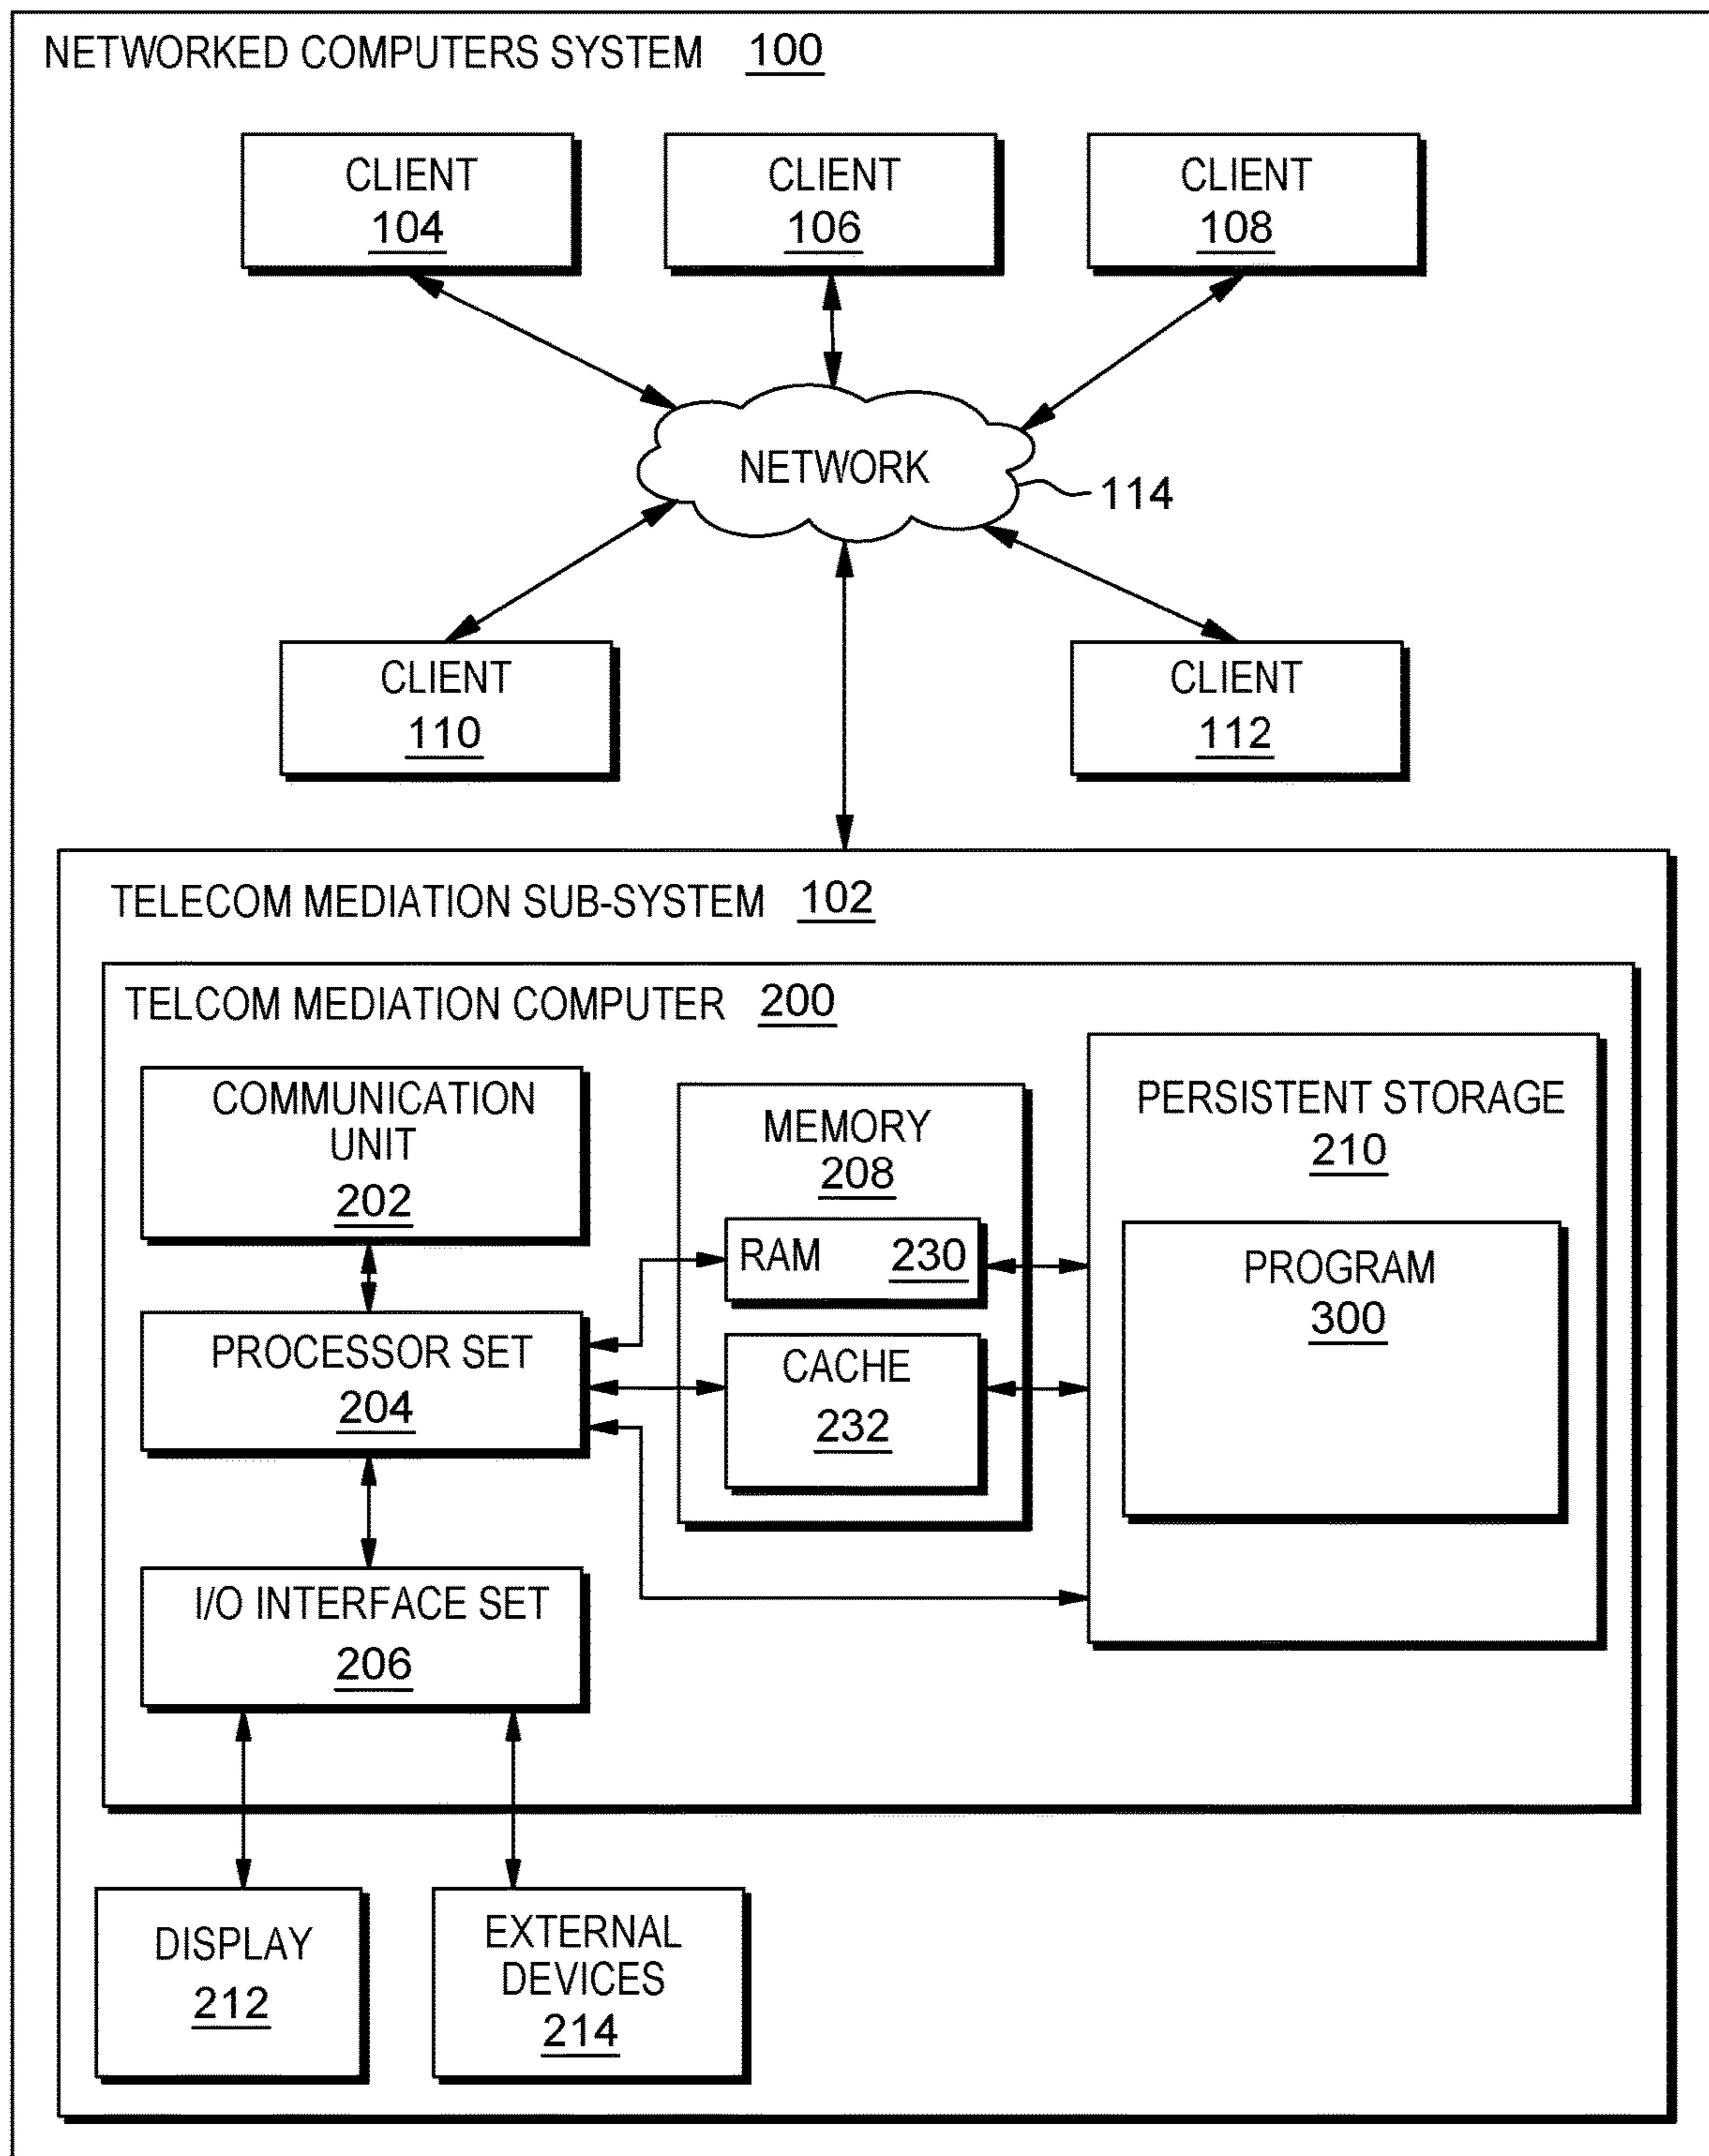 NETWORKED COMPUTERS SYSTEM 100
CLIENT
104
CLIENT
106
CLIENT
108
NETWORK
114
CLIENT
110
CLIENT
112
TELECOM MEDIATION SUB-SYSTEM 102
TELCOM MEDIATION COMPUTER 200
COMMUNICATION
UNIT
202
PROCESSOR SET
204
I/O INTERFACE SET
206
MEMORY
208
RAM 230
CACHE
232
PERSISTENT STORAGE
210
PROGRAM
300
DISPLAY
212
EXTERNAL
DEVICES
214